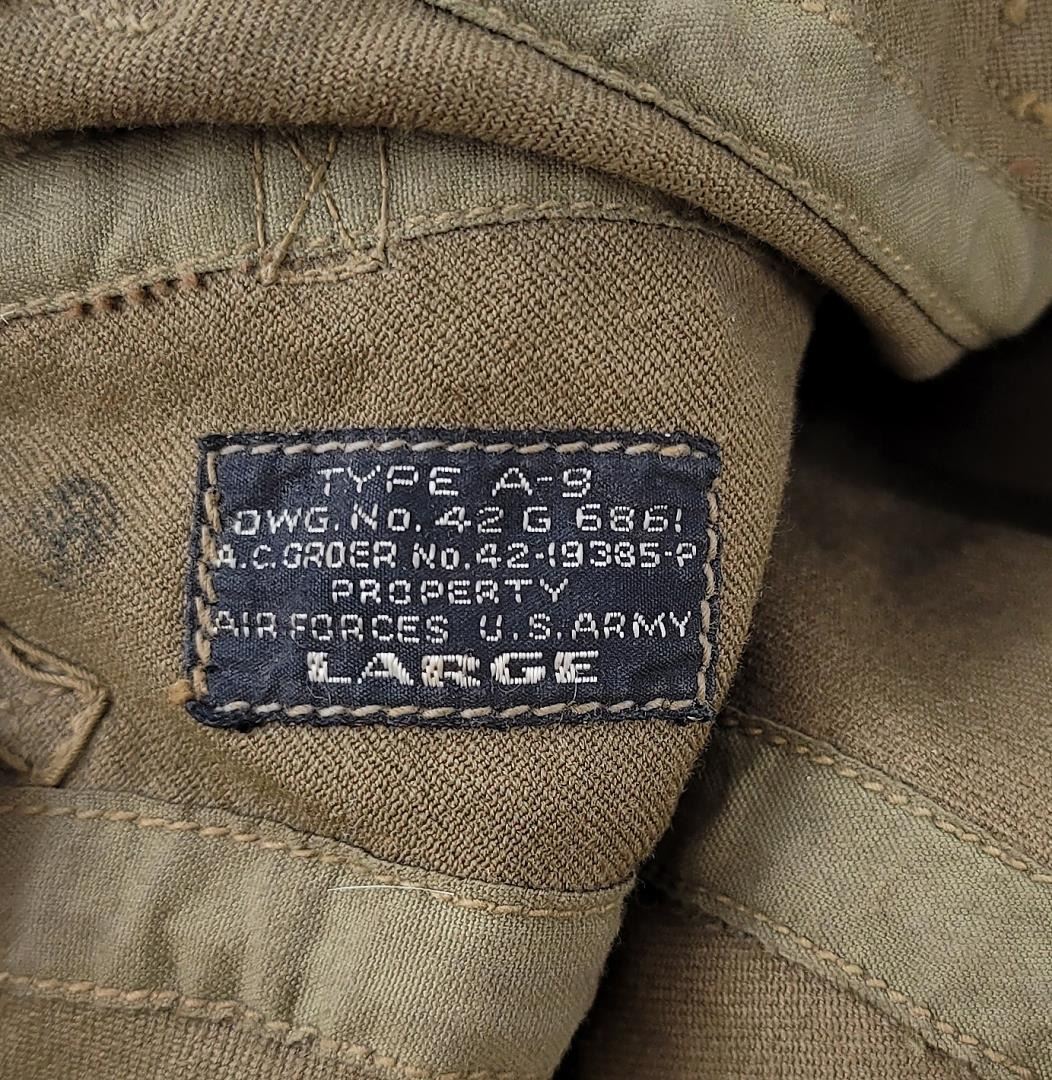 TYPE A-9
DWG. No. 42 G 6861
A.C. ORDER No. 42-19385-P
PROPERTY
AIR FORCES U.S. ARMY
LARGE